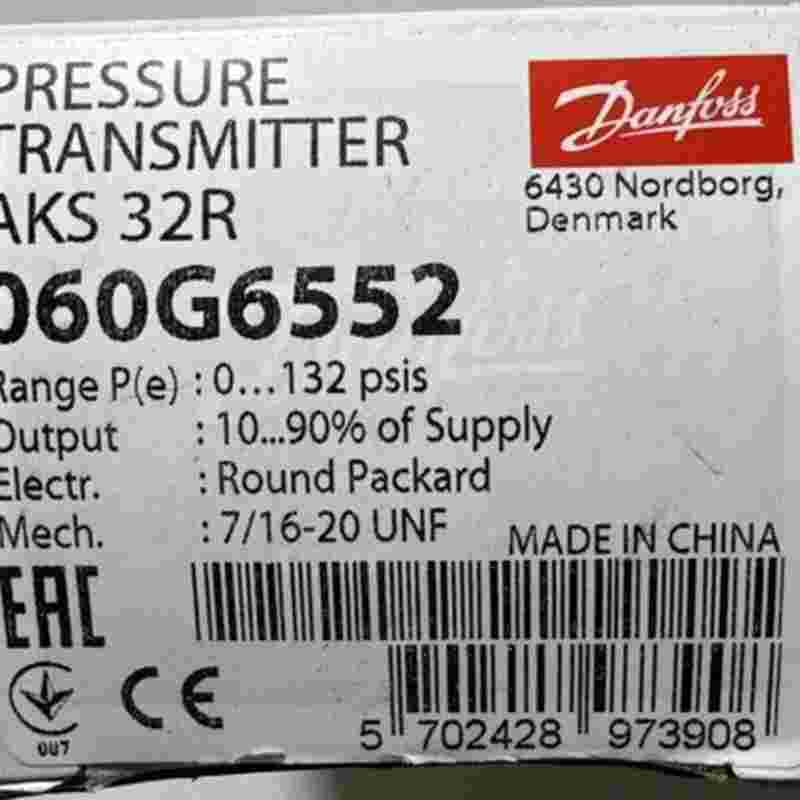 PRESSURE
TRANSMITTER
AKS 32R
060G6552
Range P(e) : 0...132 psis
Output : 10...90% of Supply
Electr. : Round Packard
Mech. : 7/16-20 UNF
Danfoss
6430 Nordborg,
Denmark
MADE IN CHINA
EAC
CE
007
5 702428 973908